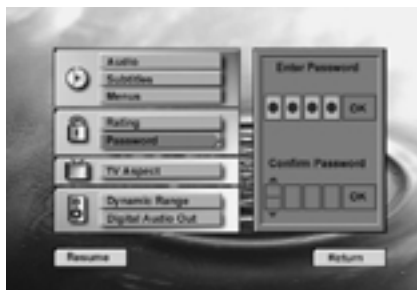 Audio
Subtitles
Menus
Rating
Password
TV Aspect
Dynamic Range
Digital Audio Out
Enter Password
OK
Confirm Password
OK
Resume
Return